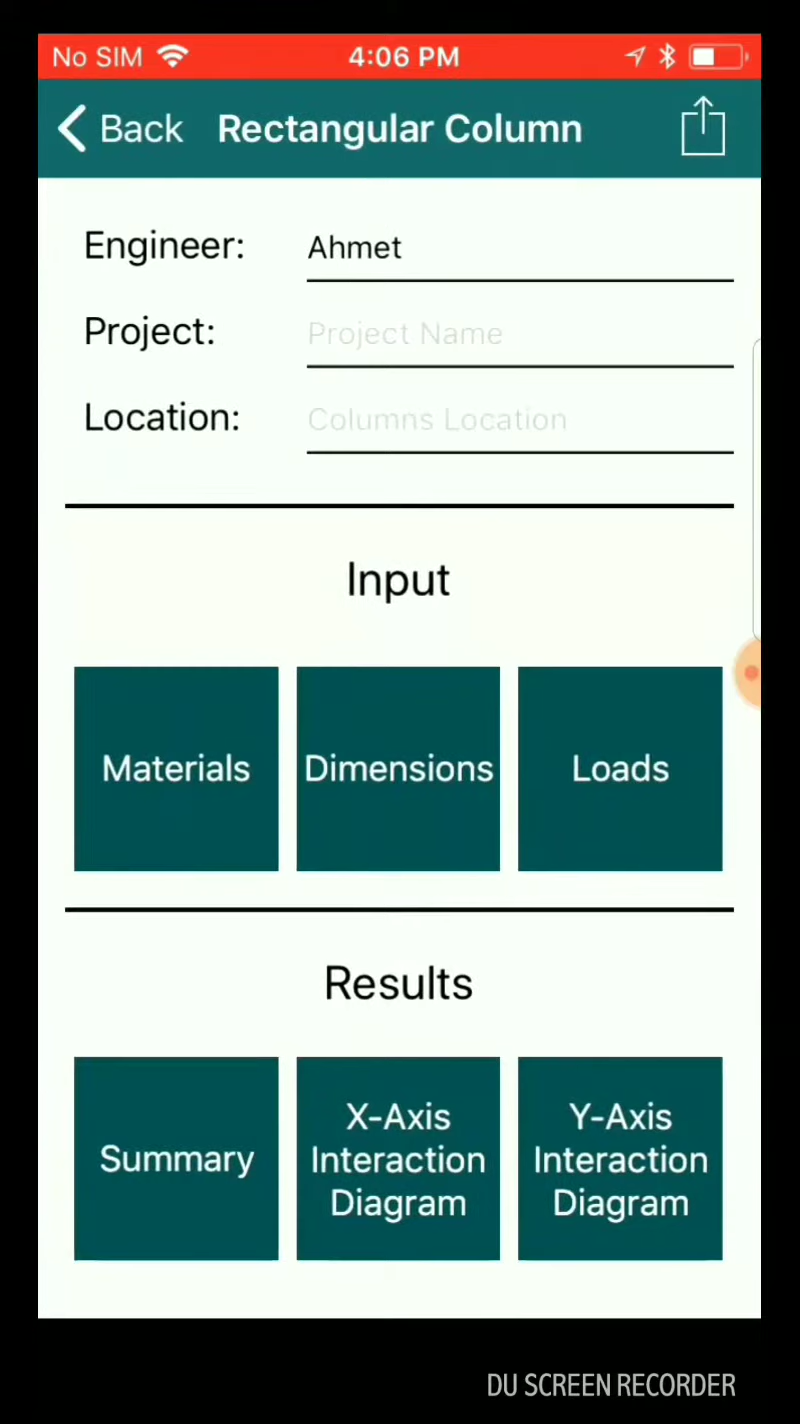 No SIM 4:06 PM
Back Rectangular Column
Engineer: Ahmet
Project: Project Name
Location: Columns Location
Input
Materials Dimensions Loads
Results
Summary
X-Axis
Interaction
Diagram
Y-Axis
Interaction
Diagram
DU SCREEN RECORDER